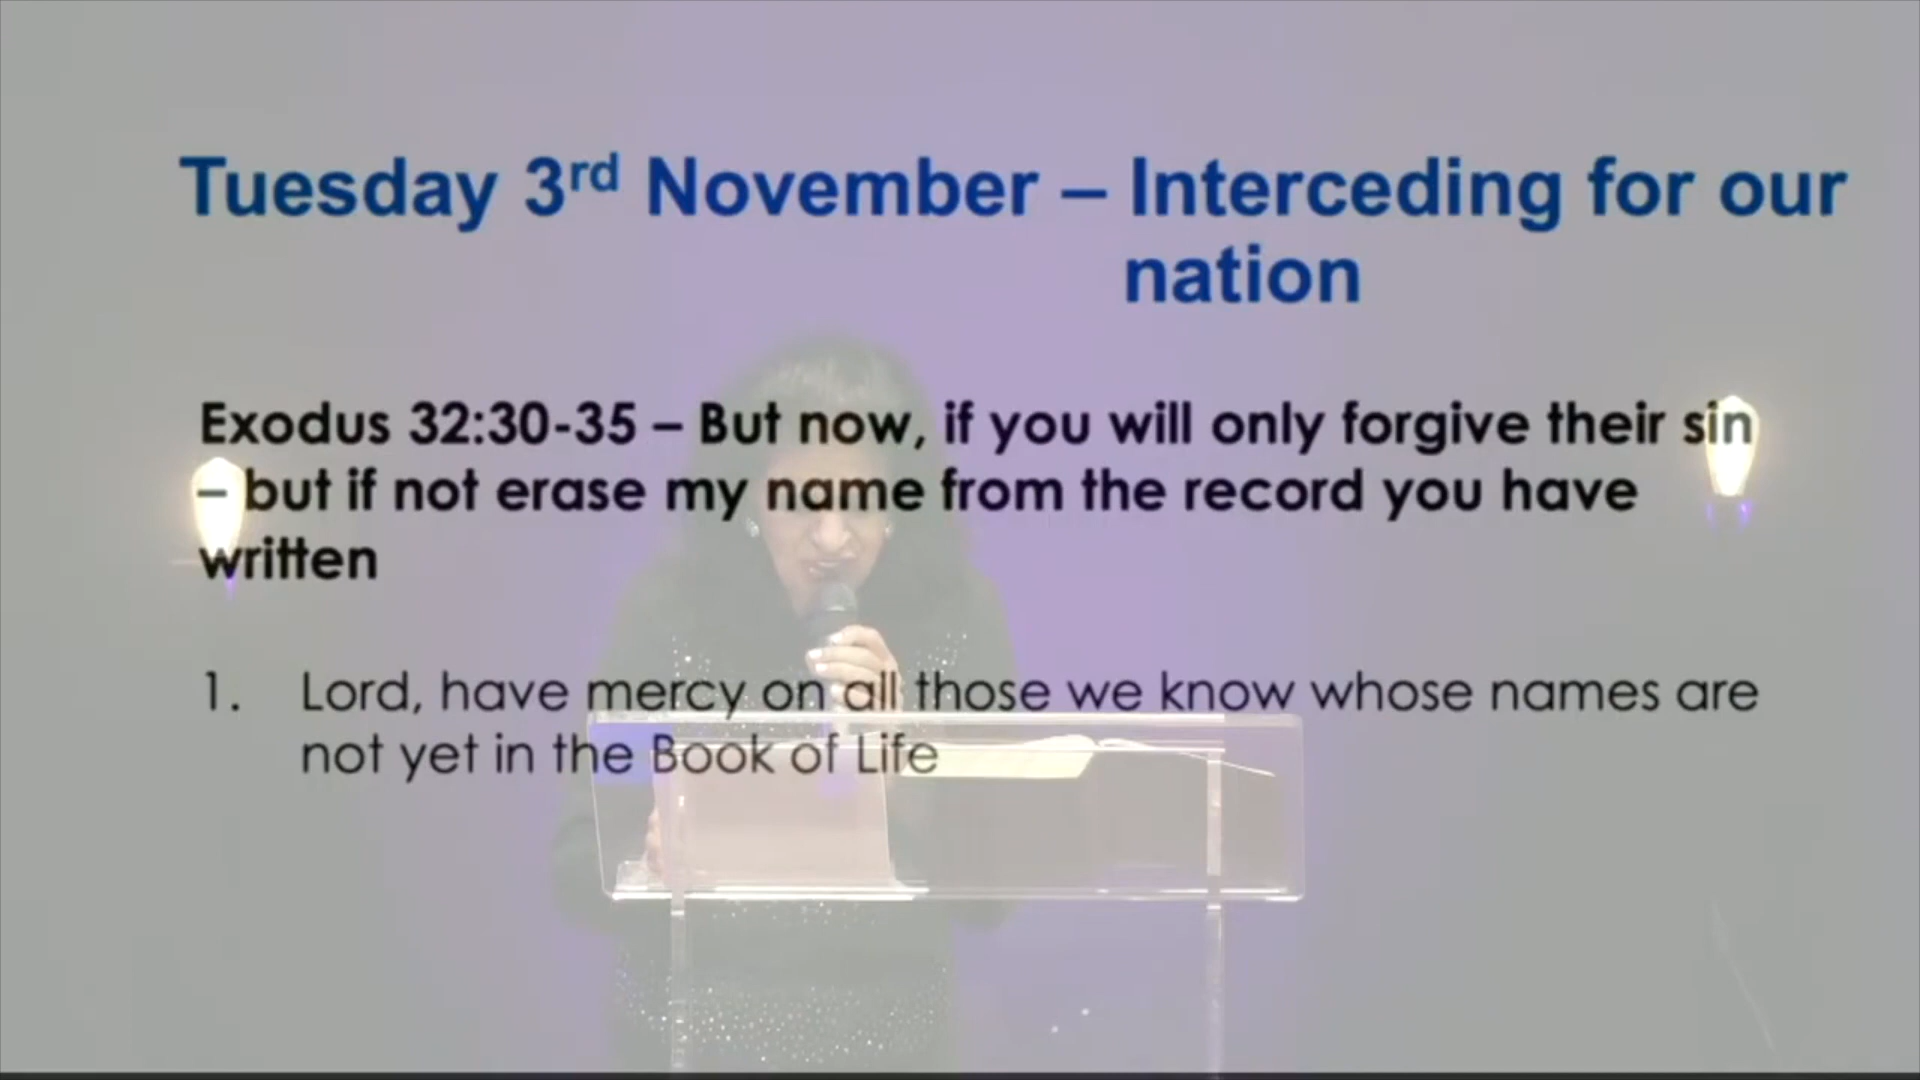 Tuesday 3rd November – Interceding for our
nation
Exodus 32:30-35 – But now, if you will only forgive their sin
– but if not erase my name from the record you have
written
1. Lord, have mercy on all those we know whose names are
not yet in the Book of Life